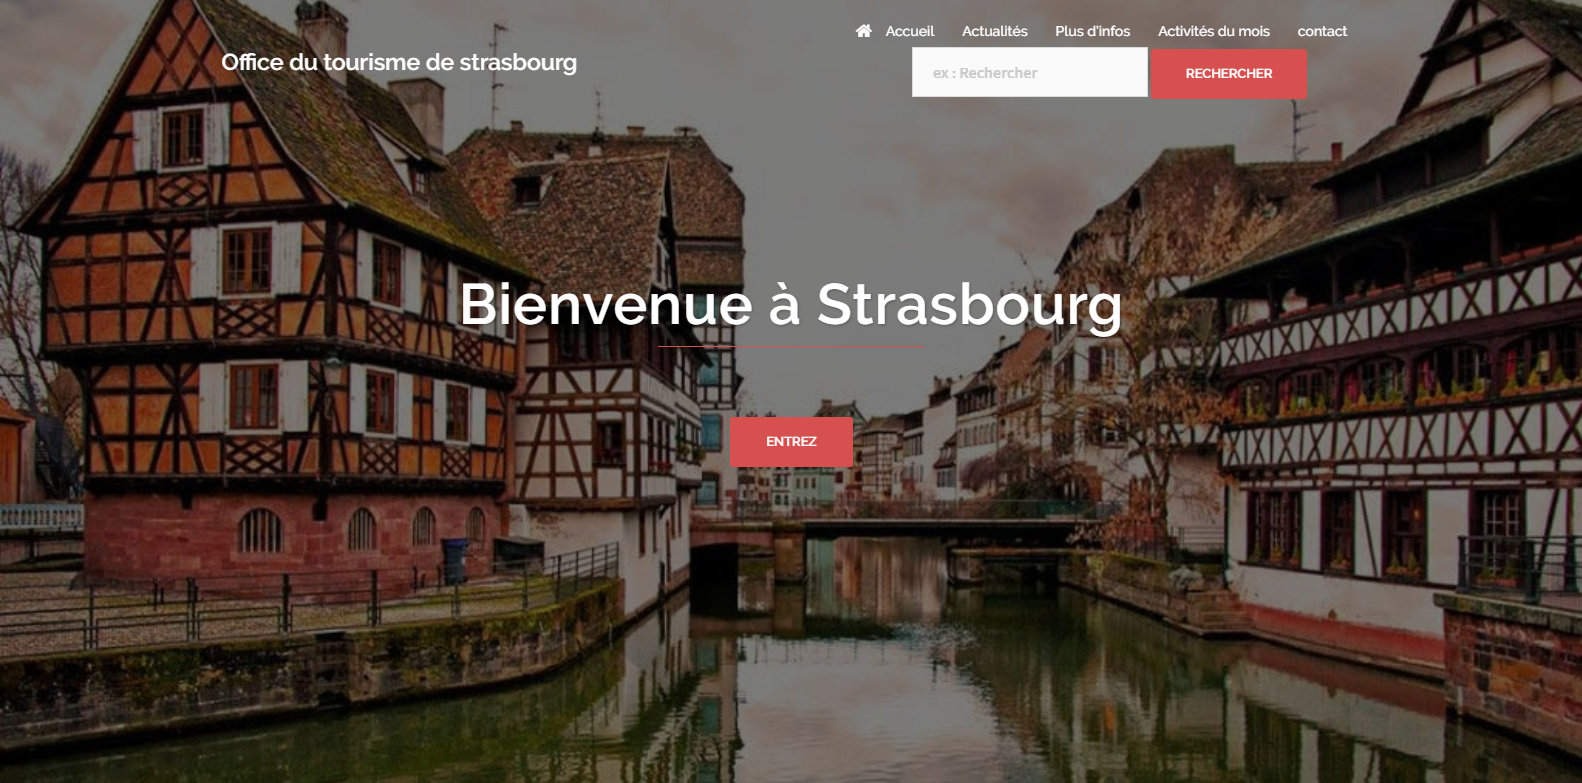 Accueil Actualités Plus d'infos Activités du mois contact
Office du tourisme de strasbourg
ex : Rechercher RECHERCHER
Bienvenue à Strasbourg
ENTREZ